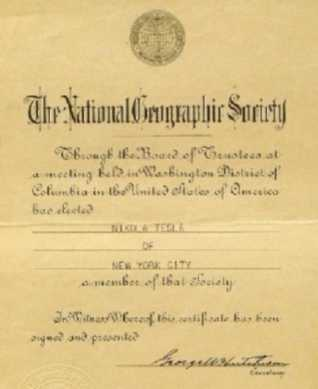 The National Geographic Society
Through the Board of Trustees at
a meeting held in Washington District of
Columbia in the United States of America
has elected
NIKOLA TESLA
OF
NEW YORK CITY
a member of that Society
In Witness Whereof, this certificate has been
signed and presented
George W Hutchison
Secretary